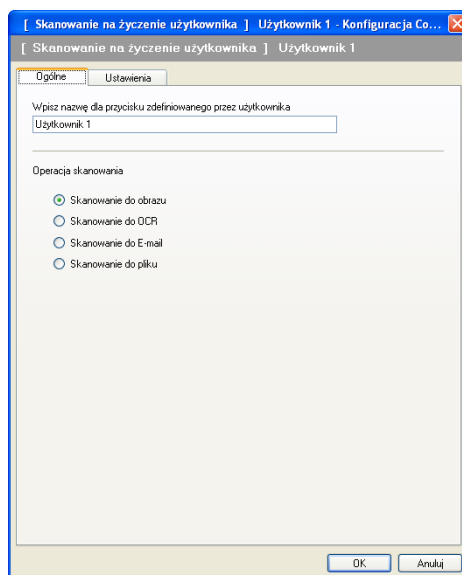 [ Skanowanie na życzenie użytkownika ] Użytkownik 1 - Konfiguracja Co...
[ Skanowanie na życzenie użytkownika ] Użytkownik 1
Ogólne Ustawienia
Wpisz nazwę dla przycisku zdefiniowanego przez użytkownika
Użytkownik 1
Operacja skanowania
Skanowanie do obrazu
Skanowanie do OCR
Skanowanie do E-mail
Skanowanie do pliku
OK Anuluj